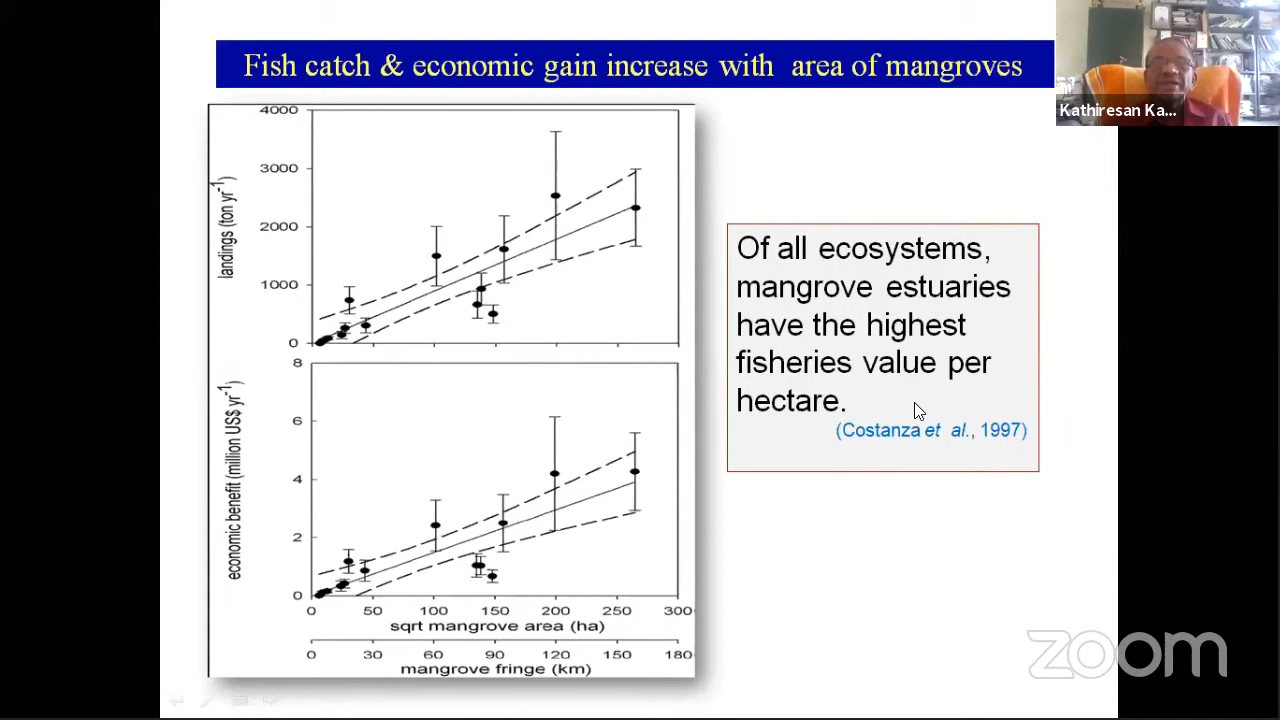 Fish catch & economic gain increase with area of mangroves
Kathiresan Ka...
4000
3000
2000
1000
0
landings (ton yr-1)
8
6
4
2
0
economic benefit (million US$ yr-1)
0 50 100 150 200 250 300
sqrt mangrove area (ha)
0 30 60 90 120 150 180
mangrove fringe (km)
Of all ecosystems,
mangrove estuaries
have the highest
fisheries value per
hectare.
(Costanza et al., 1997)
zoom